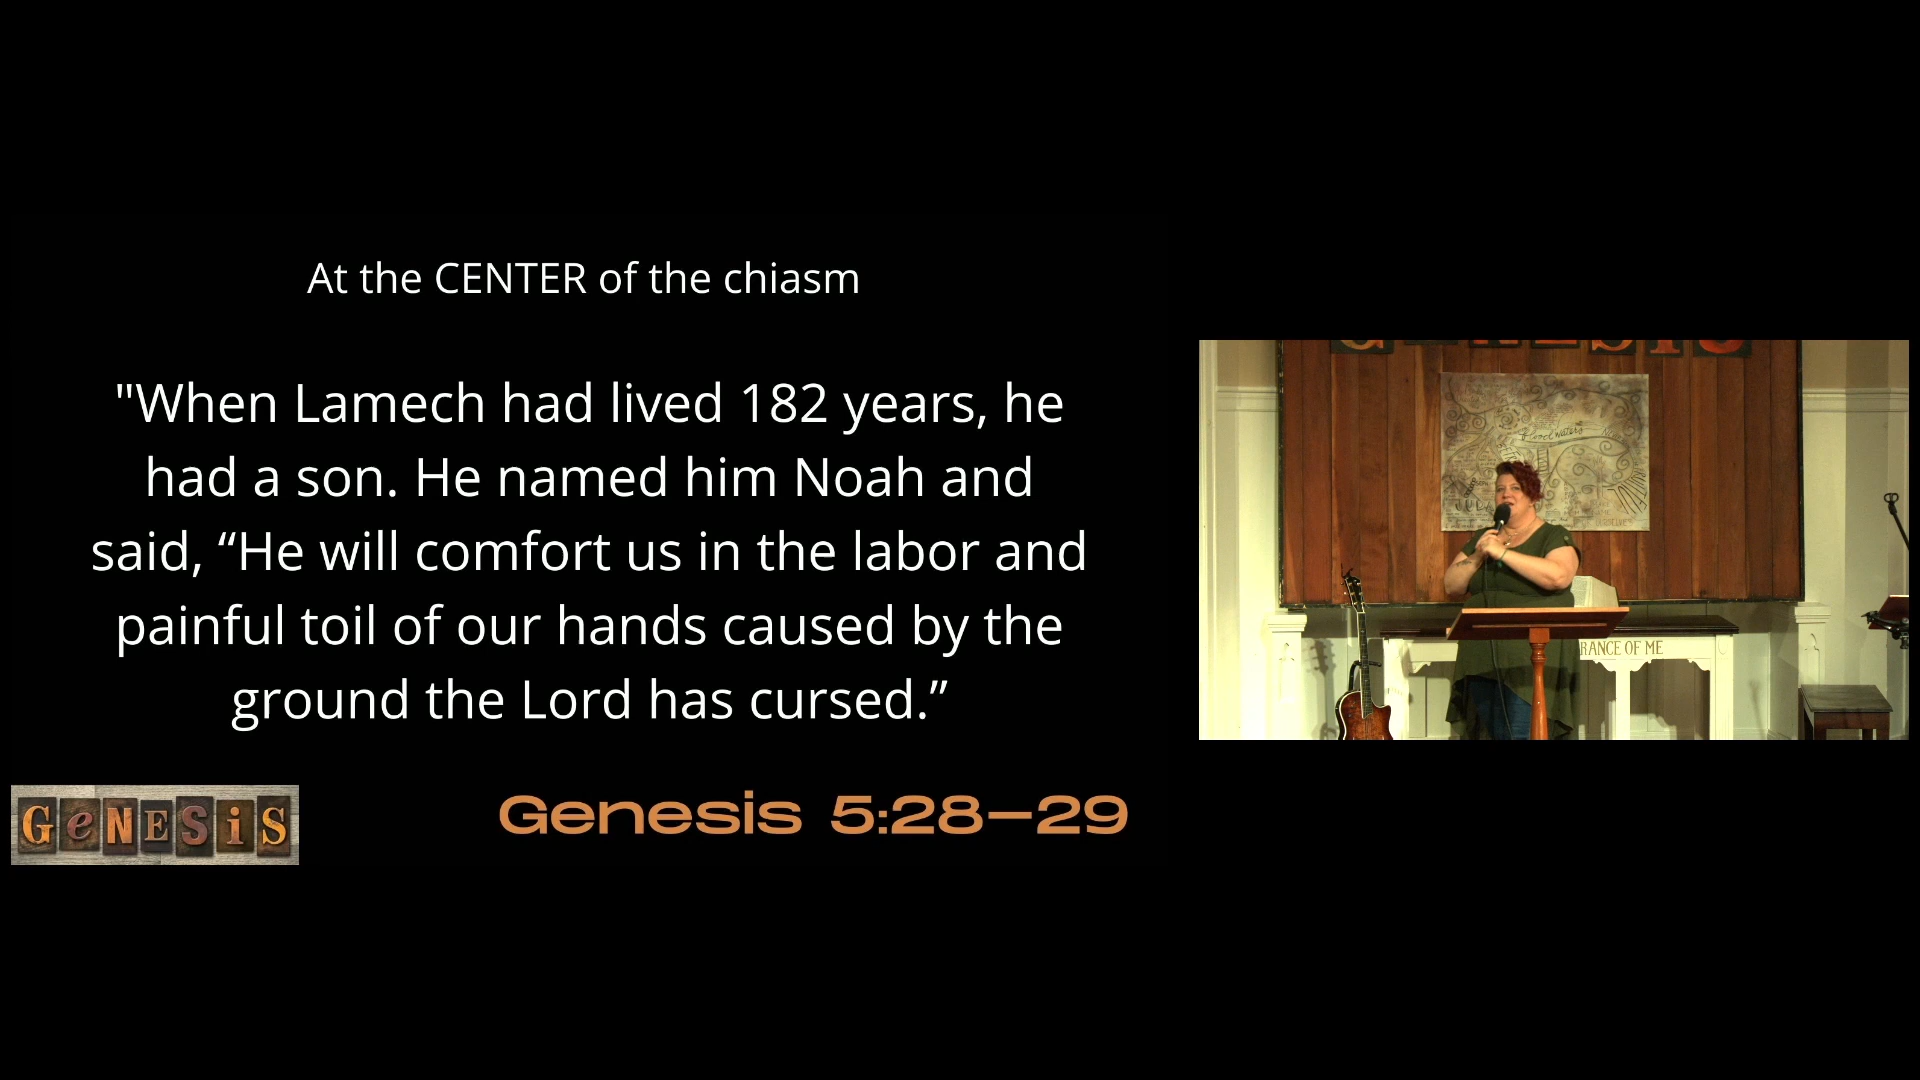 At the CENTER of the chiasm
"When Lamech had lived 182 years, he
had a son. He named him Noah and
said, “He will comfort us in the labor and
painful toil of our hands caused by the
ground the Lord has cursed.”
GeNESiS
Genesis 5:28–29
GENESIS
floodwaters
RANCE OF ME